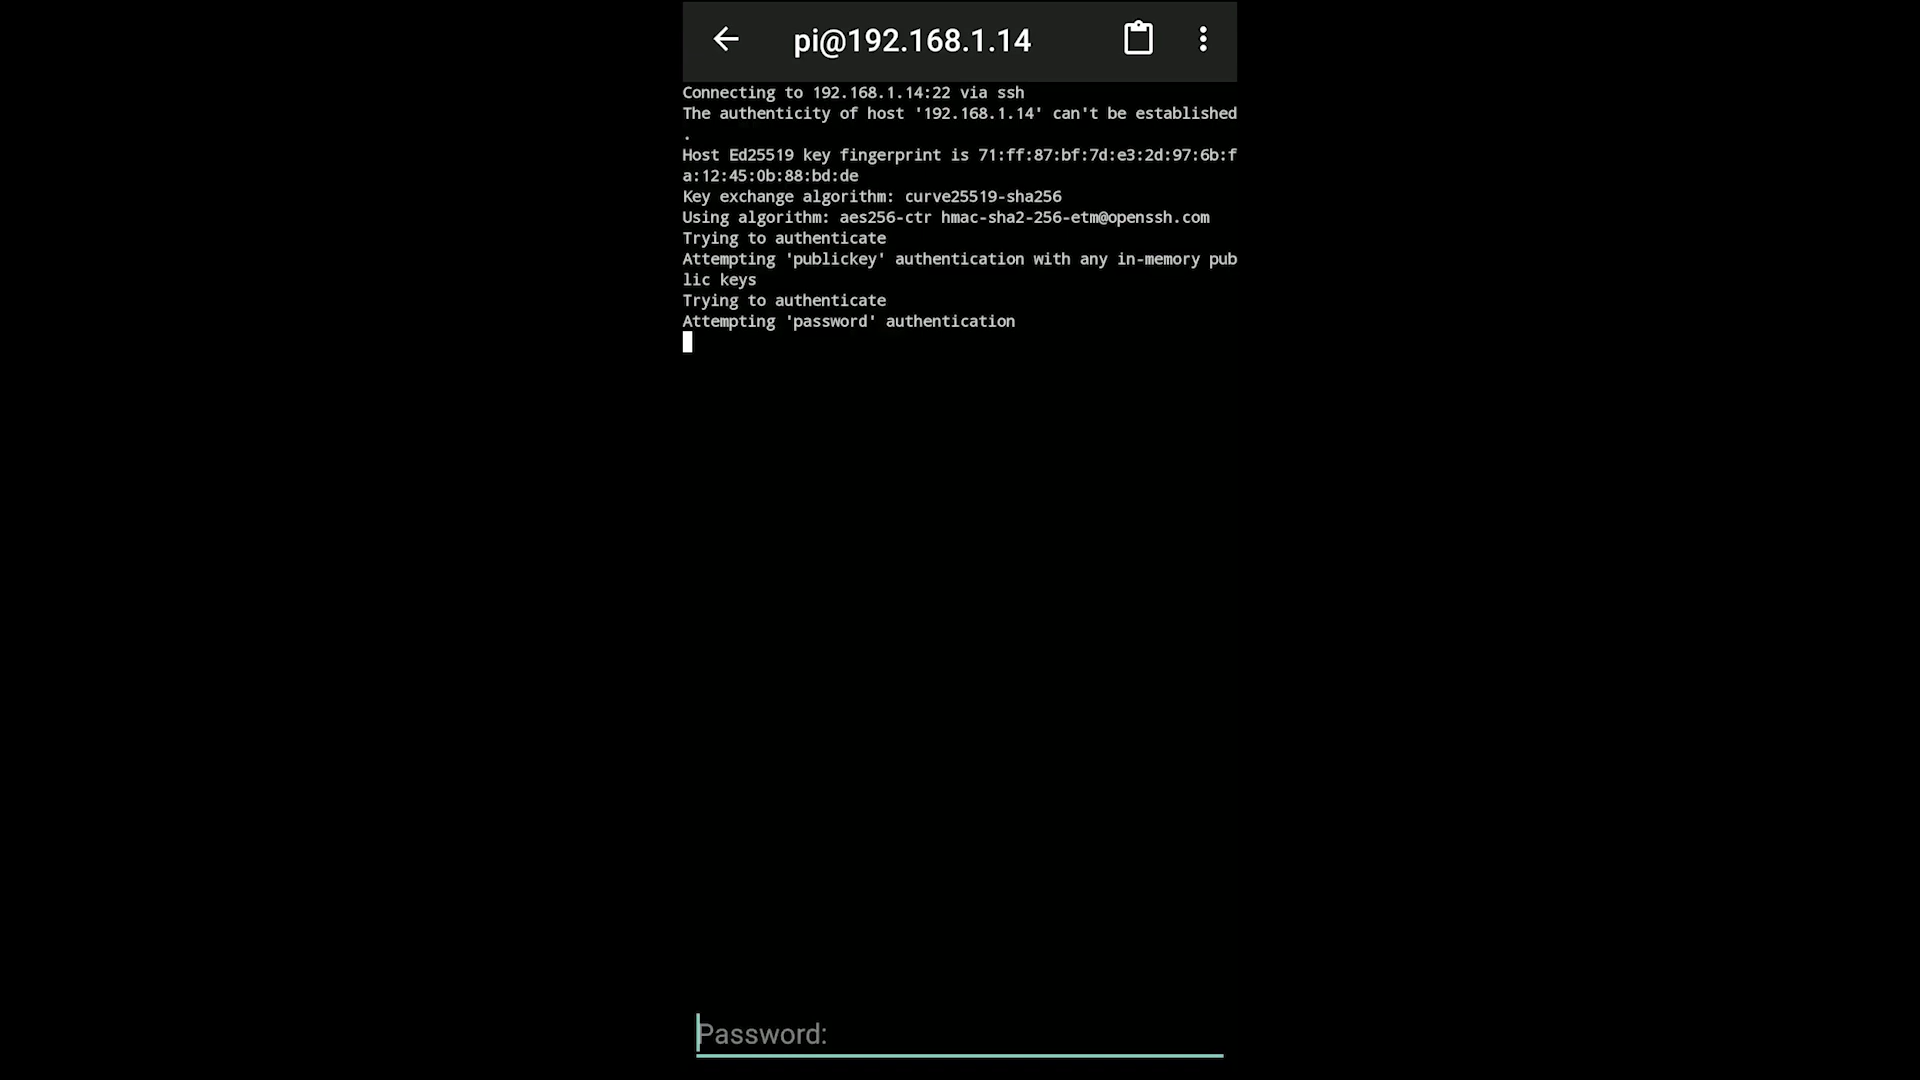 pi@192.168.1.14
Connecting to 192.168.1.14:22 via ssh
The authenticity of host '192.168.1.14' can't be established
.
Host Ed25519 key fingerprint is 71:ff:87:bf:7d:e3:2d:97:6b:f
a:12:45:0b:88:bd:de
Key exchange algorithm: curve25519-sha256
Using algorithm: aes256-ctr hmac-sha2-256-etm@openssh.com
Trying to authenticate
Attempting 'publickey' authentication with any in-memory pub
lic keys
Trying to authenticate
Attempting 'password' authentication
Password: